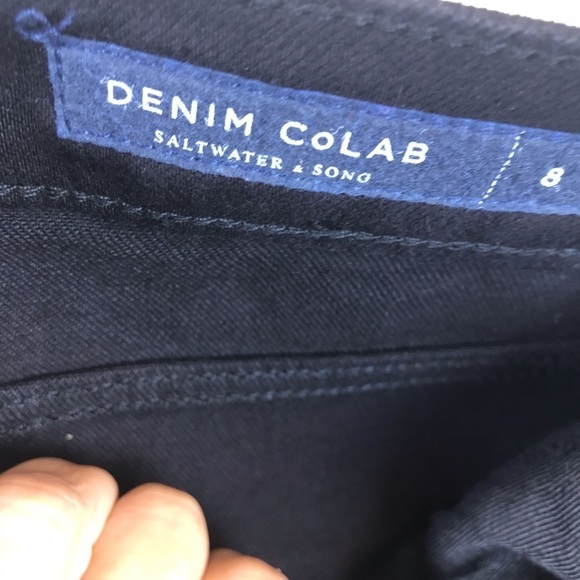 DENIM CoLAB
SALTWATER & SONG
8